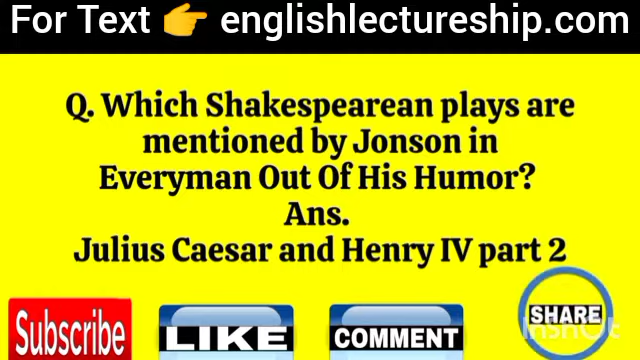 For Text 👉 englishlectureship.com
Q. Which Shakespearean plays are
mentioned by Jonson in
Everyman Out Of His Humor?
Ans.
Julius Caesar and Henry IV part 2
Subscribe
LIKE
COMMENT
SHARE
InShOt